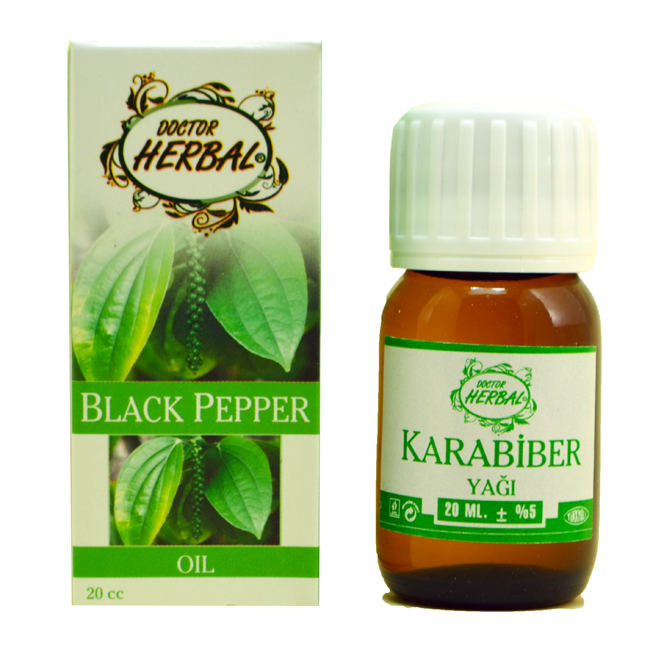 DOCTOR
HERBAL®
BLACK PEPPER
OIL
20 cc
DOCTOR
HERBAL®
KARABİBER
YAĞI
20 ML. ± %5